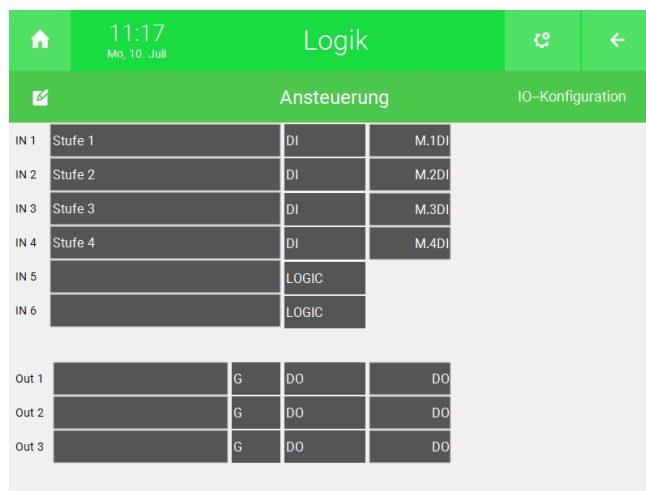 11:17
Mo, 10. Juli
Logik
Ansteuerung
IO-Konfiguration
IN 1 Stufe 1 DI M.1DI
IN 2 Stufe 2 DI M.2DI
IN 3 Stufe 3 DI M.3DI
IN 4 Stufe 4 DI M.4DI
IN 5 LOGIC
IN 6 LOGIC
Out 1 G DO DO
Out 2 G DO DO
Out 3 G DO DO